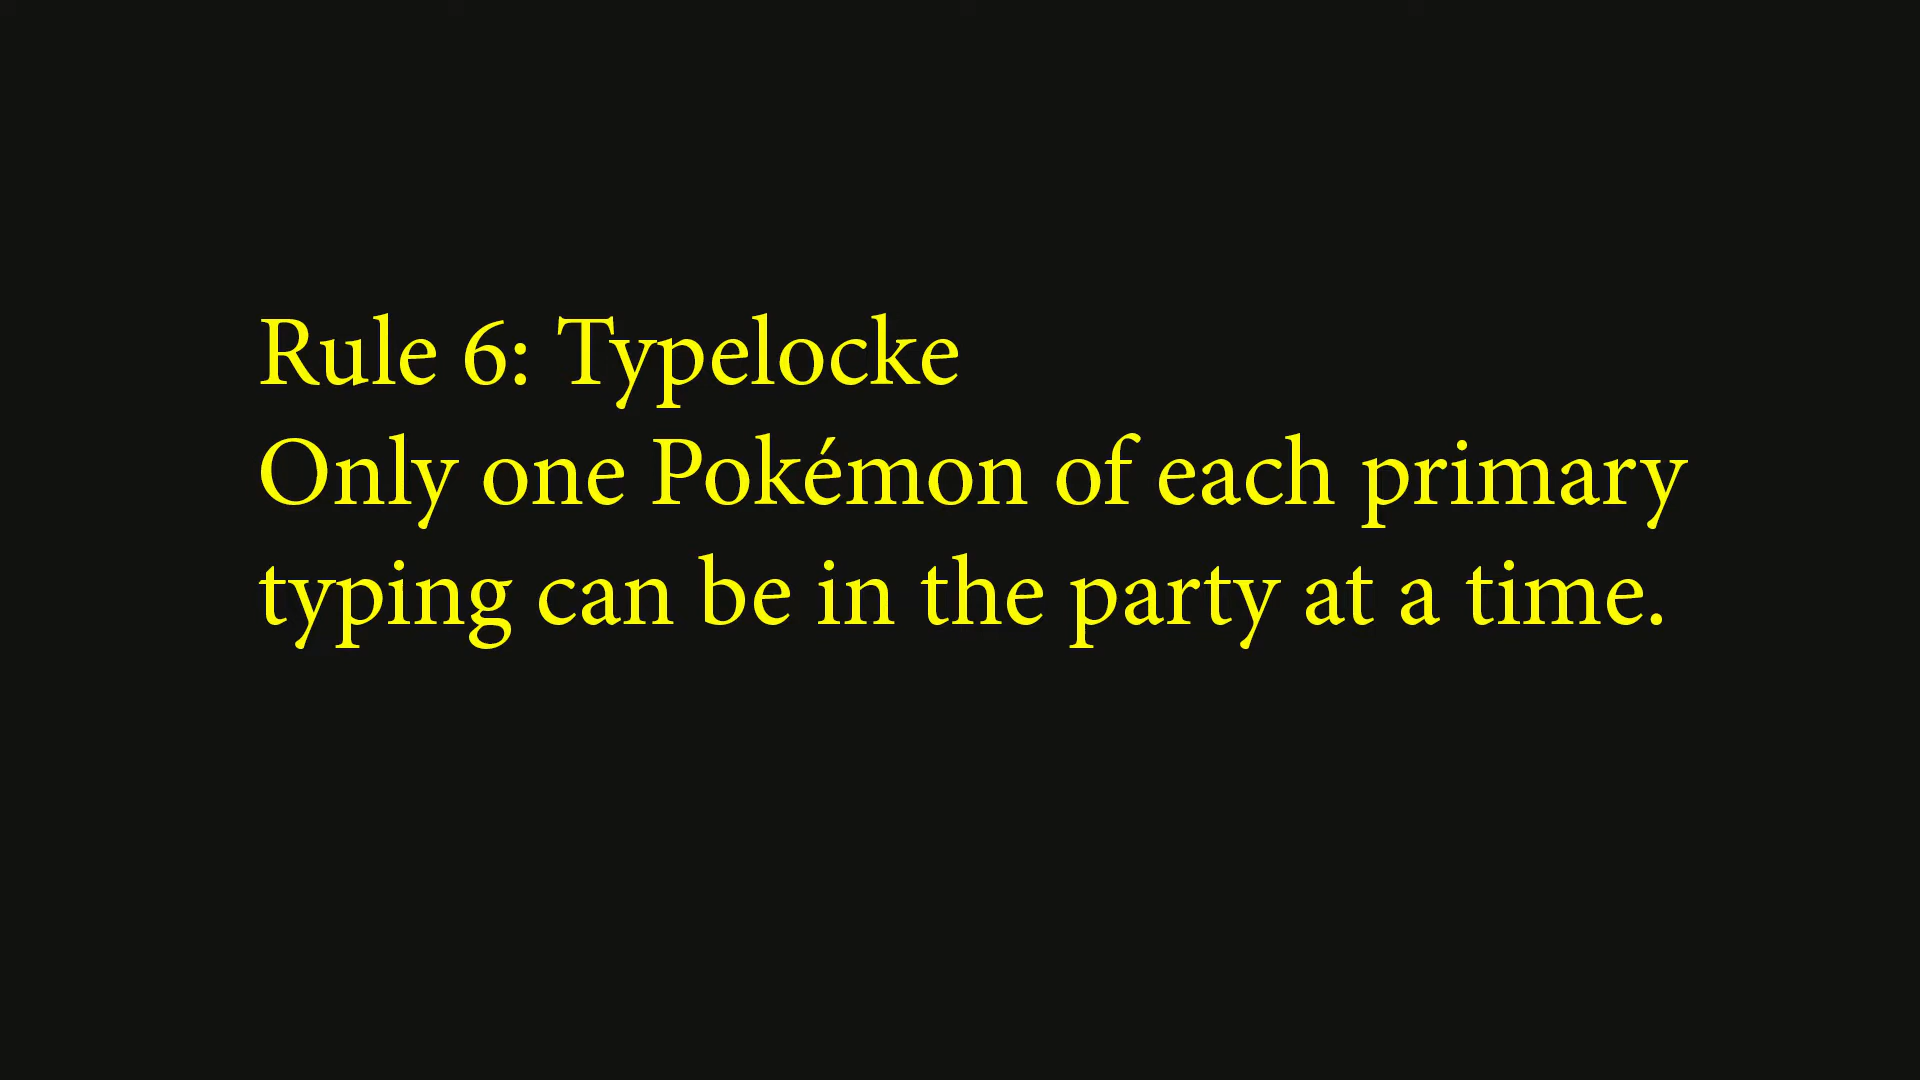 Rule 6: Typelocke
Only one Pokémon of each primary
typing can be in the party at a time.